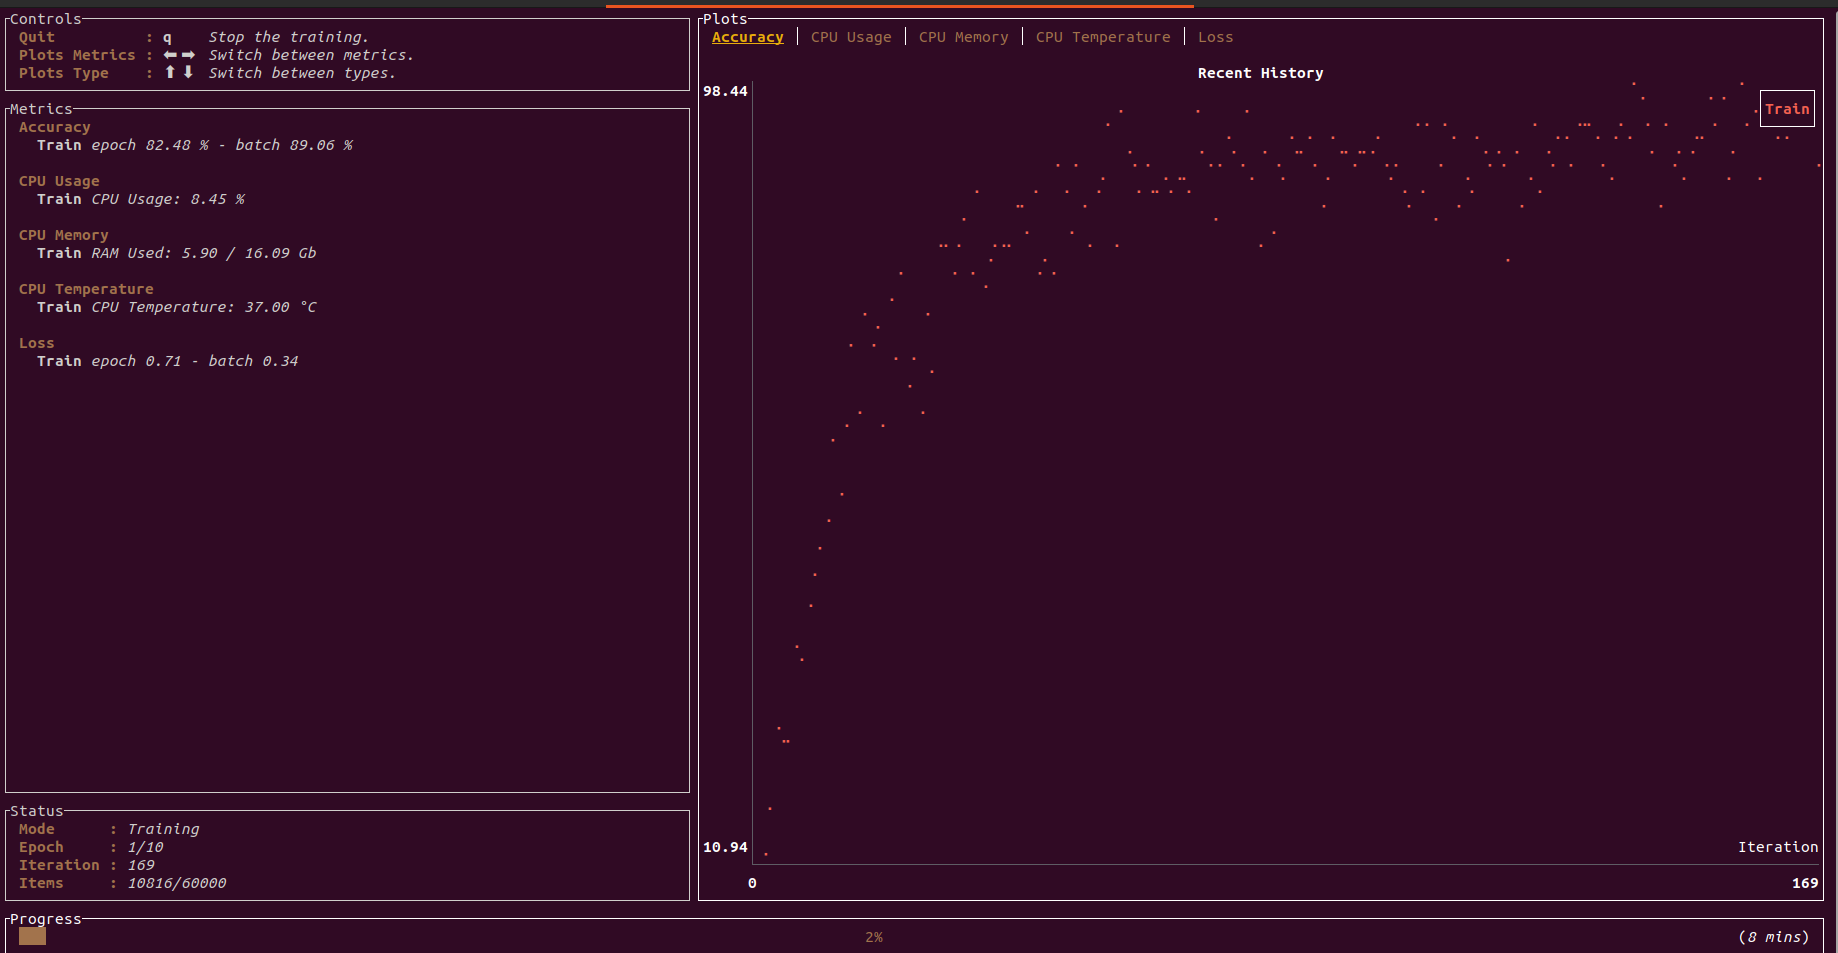 Controls
Quit : q Stop the training.
Plots Metrics : ⬅ ➡ Switch between metrics.
Plots Type : ⬆ ⬇ Switch between types.
Metrics
Accuracy
Train epoch 82.48 % - batch 89.06 %
CPU Usage
Train CPU Usage: 8.45 %
CPU Memory
Train RAM Used: 5.90 / 16.09 Gb
CPU Temperature
Train CPU Temperature: 37.00 °C
Loss
Train epoch 0.71 - batch 0.34
Status
Mode : Training
Epoch : 1/10
Iteration : 169
Items : 10816/60000
Plots
Accuracy | CPU Usage | CPU Memory | CPU Temperature | Loss
Recent History
98.44
Train
10.94
Iteration
0 169
Progress
2% (8 mins)